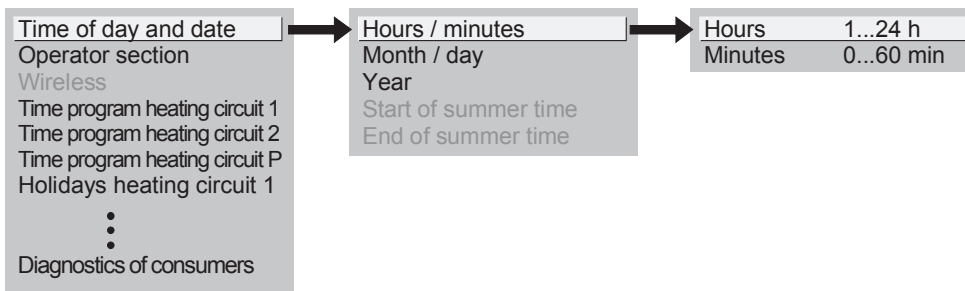 Time of day and date
Operator section
Wireless
Time program heating circuit 1
Time program heating circuit 2
Time program heating circuit P
Holidays heating circuit 1
Diagnostics of consumers
Hours / minutes
Month / day
Year
Start of summer time
End of summer time
Hours 1...24 h
Minutes 0...60 min